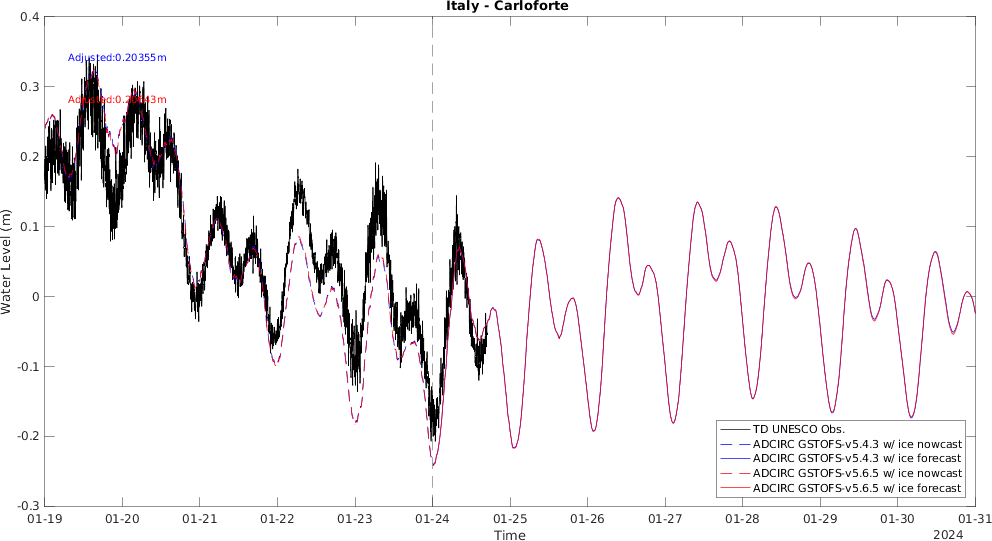 Italy - Carloforte
0.4
0.3
0.2
0.1
0
-0.1
-0.2
-0.3
Water Level (m)
Adjusted:0.20355m
01-19
01-20
01-21
01-22
01-23
01-24
01-25
01-26
01-27
01-28
01-29
01-30
01-31
Time
2024
TD UNESCO Obs.
ADCIRC GSTOFS-v5.4.3 w/ ice nowcast
ADCIRC GSTOFS-v5.4.3 w/ ice forecast
ADCIRC GSTOFS-v5.6.5 w/ ice nowcast
ADCIRC GSTOFS-v5.6.5 w/ ice forecast